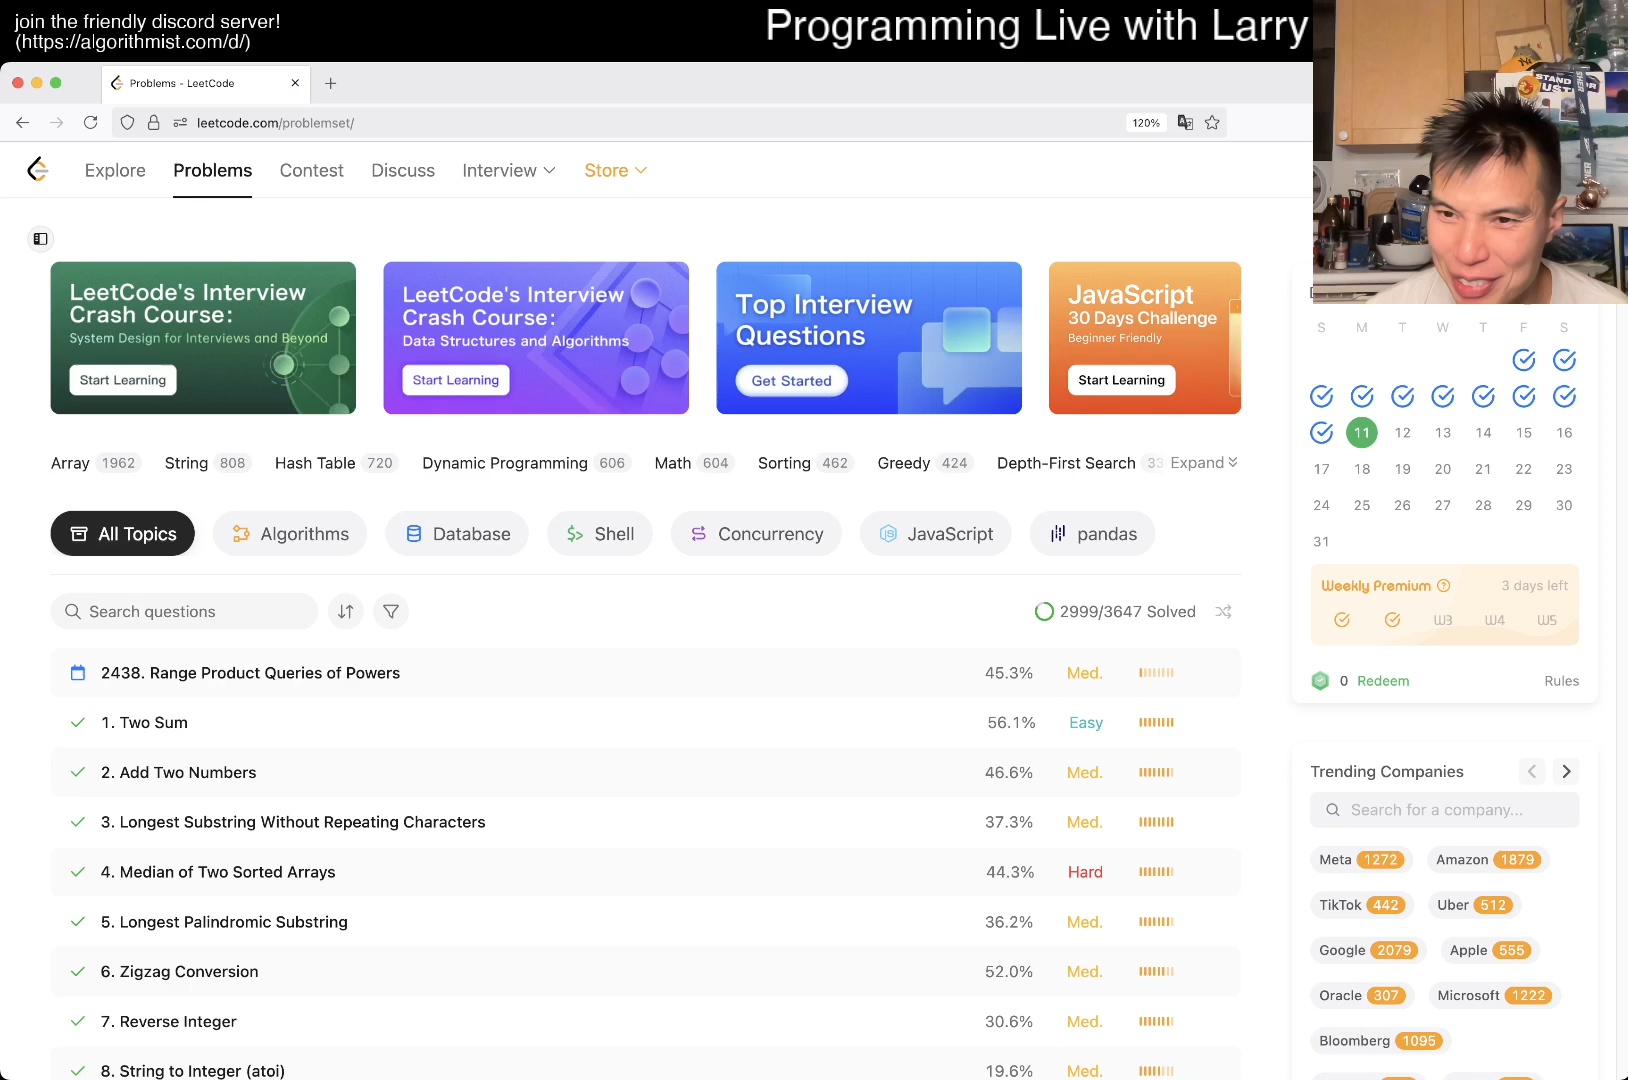 join the friendly discord server!
(https://algorithmist.com/d/)
Programming Live with Larry
Problems - LeetCode
leetcode.com/problemset/
120%
Explore
Problems
Contest
Discuss
Interview
Store
LeetCode's Interview
Crash Course:
System Design for Interviews and Beyond
Start Learning
LeetCode's Interview
Crash Course:
Data Structures and Algorithms
Start Learning
Top Interview
Questions
Get Started
JavaScript
30 Days Challenge
Beginner Friendly
Start Learning
Array 1962
String 808
Hash Table 720
Dynamic Programming 606
Math 604
Sorting 462
Greedy 424
Depth-First Search 33
Expand
All Topics
Algorithms
Database
Shell
Concurrency
JavaScript
pandas
Search questions
2999/3647 Solved
2438. Range Product Queries of Powers 45.3% Med.
1. Two Sum 56.1% Easy
2. Add Two Numbers 46.6% Med.
3. Longest Substring Without Repeating Characters 37.3% Med.
4. Median of Two Sorted Arrays 44.3% Hard
5. Longest Palindromic Substring 36.2% Med.
6. Zigzag Conversion 52.0% Med.
7. Reverse Integer 30.6% Med.
8. String to Integer (atoi) 19.6% Med.
STAND
S M T W T F S
11 12 13 14 15 16
17 18 19 20 21 22 23
24 25 26 27 28 29 30
31
Weekly Premium 3 days left
W3 W4 W5
0 Redeem Rules
Trending Companies
Search for a company...
Meta 1272
Amazon 1879
TikTok 442
Uber 512
Google 2079
Apple 555
Oracle 307
Microsoft 1222
Bloomberg 1095